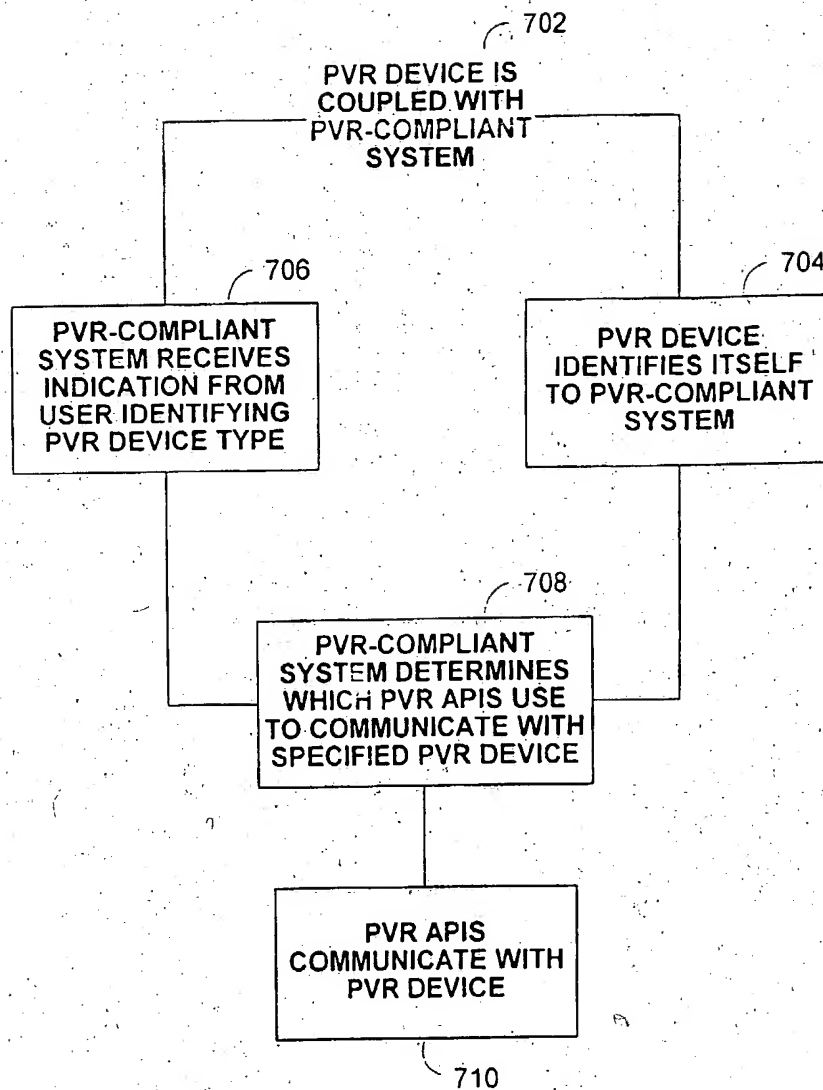 702
PVR DEVICE IS
COUPLED WITH
PVR-COMPLIANT
SYSTEM
706
PVR-COMPLIANT
SYSTEM RECEIVES
INDICATION FROM
USER IDENTIFYING
PVR DEVICE TYPE
704
PVR DEVICE
IDENTIFIES ITSELF
TO PVR-COMPLIANT
SYSTEM
708
PVR-COMPLIANT
SYSTEM DETERMINES
WHICH PVR APIS USE
TO COMMUNICATE WITH
SPECIFIED PVR DEVICE
PVR APIS
COMMUNICATE WITH
PVR DEVICE
710